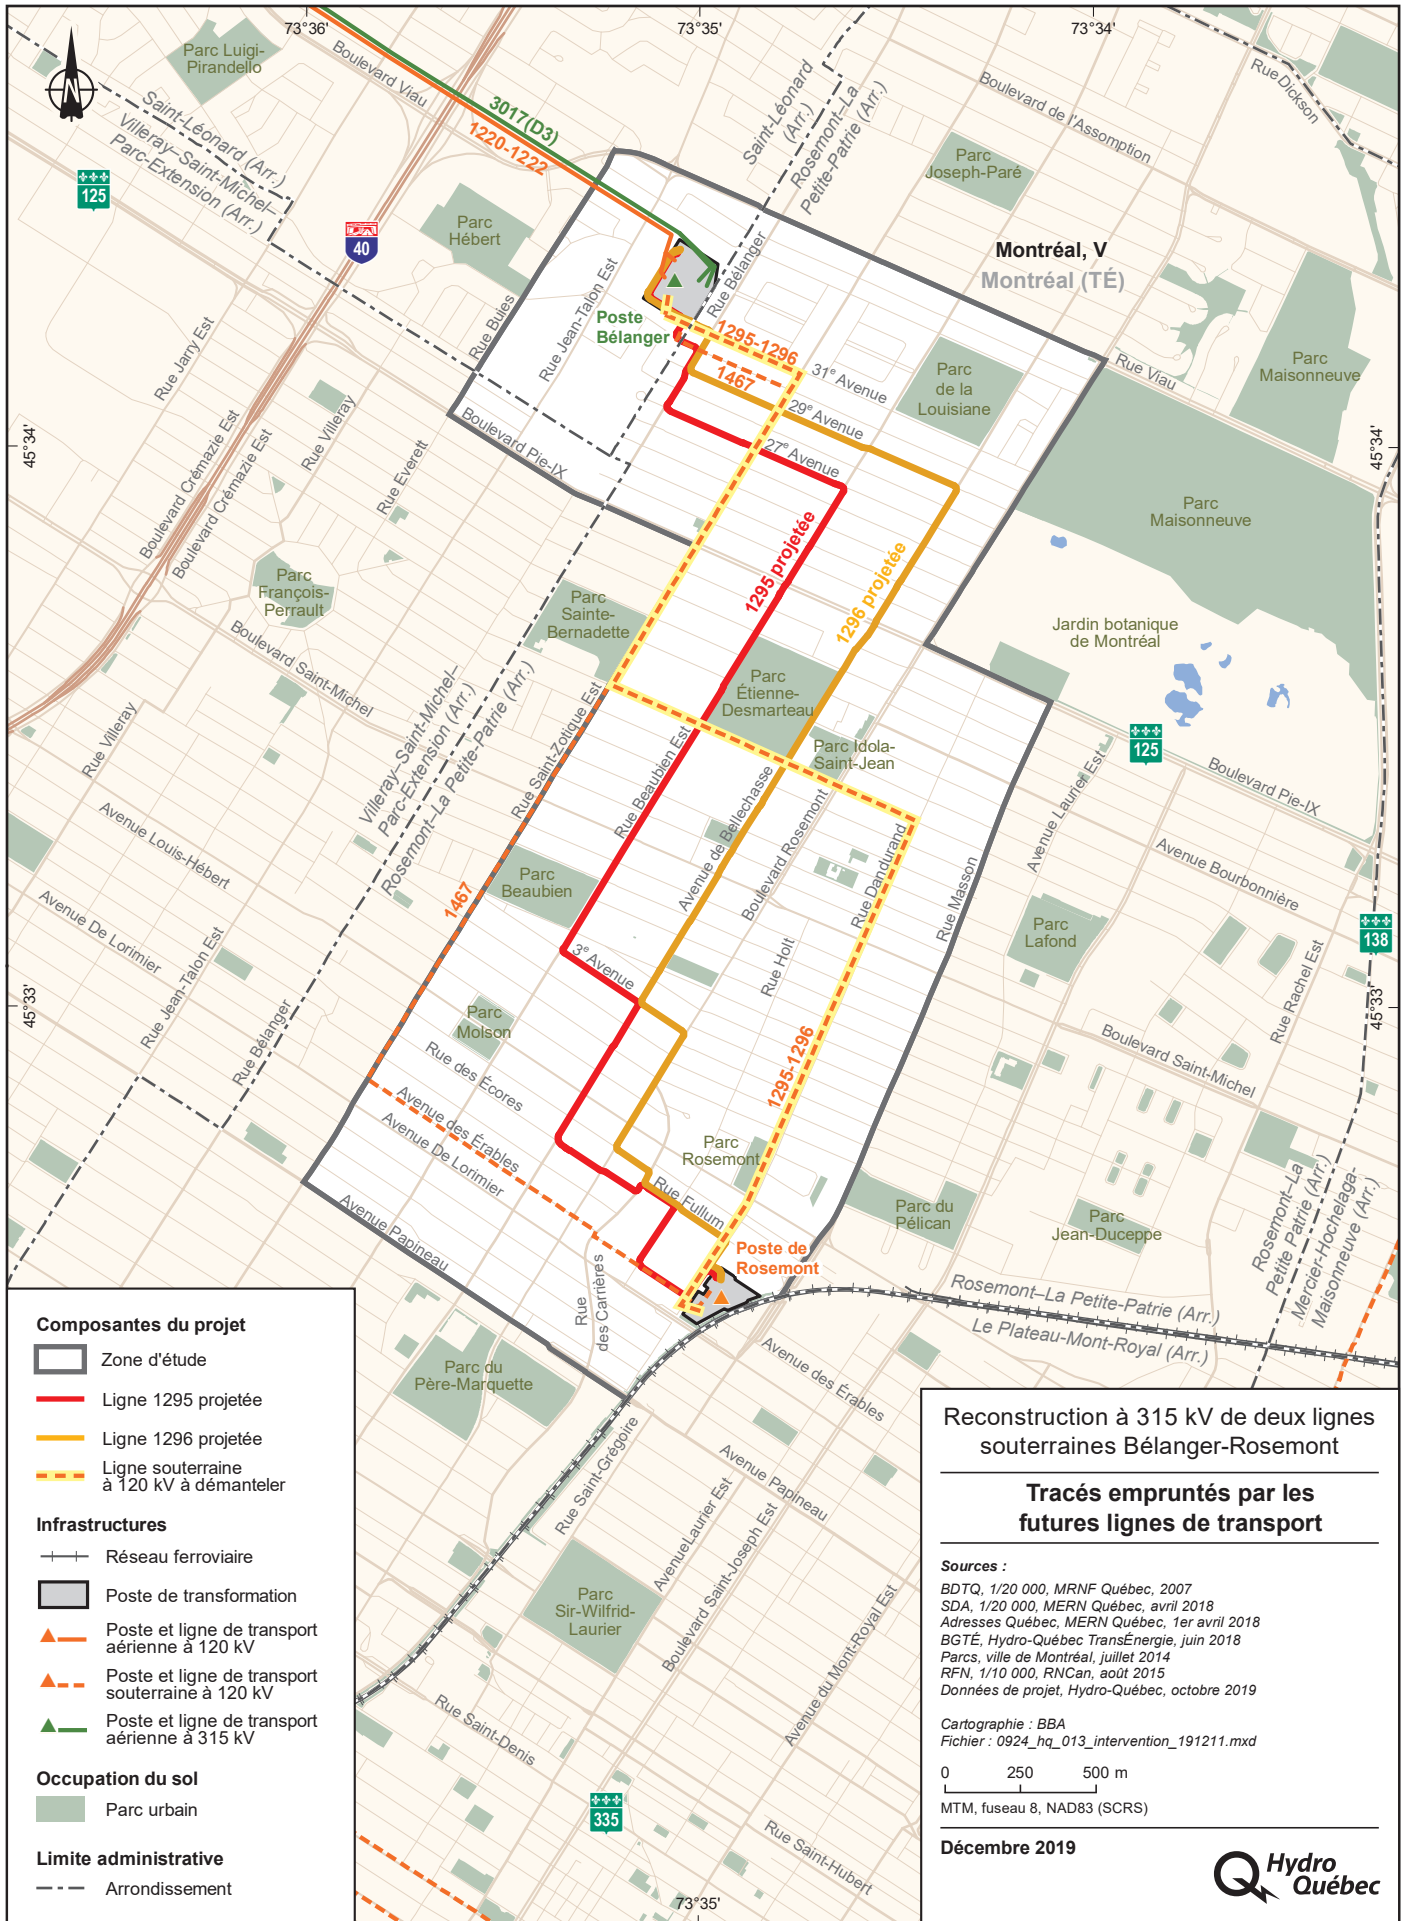 73°36'
73°35'
73°34'
Parc Luigi-
Pirandello
Boulevard Viau
3017(D3)
1220-1222
Saint-Léonard
(Arr.)
Rosemont–La
Petite-Patrie (Arr.)
Boulevard de l'Assomption
Rue Dickson
N
Saint-Léonard (Arr.)
Villeray–Saint-Michel–
Parc-Extension (Arr.)
125
40
Parc
Hébert
Parc
Joseph-Paré
Montréal, V
Montréal (TÉ)
Rue Bélanger
Rue Jean-Talon Est
Rue Buies
Poste
Bélanger
1295-1296
1467
31e Avenue
29e Avenue
27e Avenue
Parc
de la
Louisiane
Rue Viau
Parc
Maisonneuve
Rue Jarry Est
Boulevard Crémazie Est
Boulevard Crémazie Est
Rue Villeray
Rue Everett
Boulevard Pie-IX
45°34'
45°34'
Parc
Maisonneuve
1295 projetée
1296 projetée
Parc
François-
Perrault
Parc
Sainte-
Bernadette
Jardin botanique
de Montréal
Boulevard Saint-Michel
Parc
Étienne-
Desmarteau
Villeray–Saint-Michel–
Parc-Extension (Arr.)
Rosemont–La Petite-Patrie (Arr.)
Rue Villeray
Rue Saint-Zotique Est
Rue Beaubien Est
Parc Idola-
Saint-Jean
125
Boulevard Pie-IX
Avenue Laurier Est
Avenue Louis-Hébert
Avenue de Bellechasse
Boulevard Rosemont
Rue Dandurand
Rue Masson
Avenue Bourbonnière
Parc
Beaubien
1467
Avenue De Lorimier
Rue Jean-Talon Est
3e Avenue
Rue Holt
Parc
Lafond
138
Rue Rachel Est
45°33'
45°33'
Rue Bélanger
Parc
Molson
Rue des Écores
Boulevard Saint-Michel
1295-1296
Avenue des Érables
Avenue De Lorimier
Parc
Rosemont
Rue Fullum
Avenue Papineau
Parc du
Pélican
Parc
Jean-Duceppe
Rosemont–La
Petite Patrie (Arr.)
Mercier-Hochelaga-
Maisonneuve (Arr.)
Poste de
Rosemont
Rue
des Carrières
Rosemont–La Petite-Patrie (Arr.)
Le Plateau-Mont-Royal (Arr.)
Parc du
Père-Marquette
Avenue des Érables
Rue Saint-Grégoire
Avenue Papineau
AvenueLaurier Est
Boulevard Saint-Joseph Est
Parc
Sir-Wilfrid-
Laurier
Avenue du Mont-Royal Est
Rue Saint-Denis
335
Rue Saint-Hubert
73°35'
Composantes du projet
Zone d'étude
Ligne 1295 projetée
Ligne 1296 projetée
Ligne souterraine
à 120 kV à démanteler
Infrastructures
Réseau ferroviaire
Poste de transformation
Poste et ligne de transport
aérienne à 120 kV
Poste et ligne de transport
souterraine à 120 kV
Poste et ligne de transport
aérienne à 315 kV
Occupation du sol
Parc urbain
Limite administrative
Arrondissement
Reconstruction à 315 kV de deux lignes
souterraines Bélanger-Rosemont
Tracés empruntés par les
futures lignes de transport
Sources :
BDTQ, 1/20 000, MRNF Québec, 2007
SDA, 1/20 000, MERN Québec, avril 2018
Adresses Québec, MERN Québec, 1er avril 2018
BGTÉ, Hydro-Québec TransÉnergie, juin 2018
Parcs, ville de Montréal, juillet 2014
RFN, 1/10 000, RNCan, août 2015
Données de projet, Hydro-Québec, octobre 2019
Cartographie : BBA
Fichier : 0924_hq_013_intervention_191211.mxd
0 250 500 m
MTM, fuseau 8, NAD83 (SCRS)
Décembre 2019
Hydro
Québec